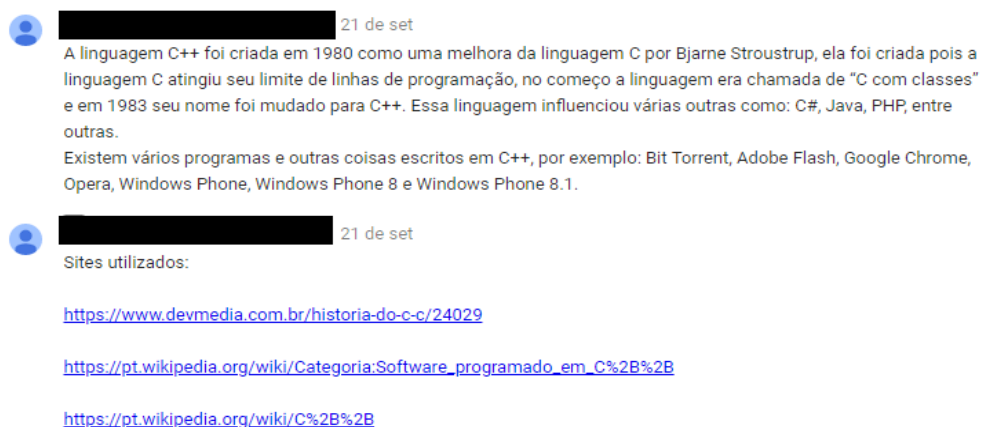 21 de set
A linguagem C++ foi criada em 1980 como uma melhora da linguagem C por Bjarne Stroustrup, ela foi criada pois a
linguagem C atingiu seu limite de linhas de programação, no começo a linguagem era chamada de “C com classes”
e em 1983 seu nome foi mudado para C++. Essa linguagem influenciou várias outras como: C#, Java, PHP, entre
outras.
Existem vários programas e outras coisas escritos em C++, por exemplo: Bit Torrent, Adobe Flash, Google Chrome,
Opera, Windows Phone, Windows Phone 8 e Windows Phone 8.1.
21 de set
Sites utilizados:
https://www.devmedia.com.br/historia-do-c-c/24029
https://pt.wikipedia.org/wiki/Categoria:Software_programado_em_C%2B%2B
https://pt.wikipedia.org/wiki/C%2B%2B